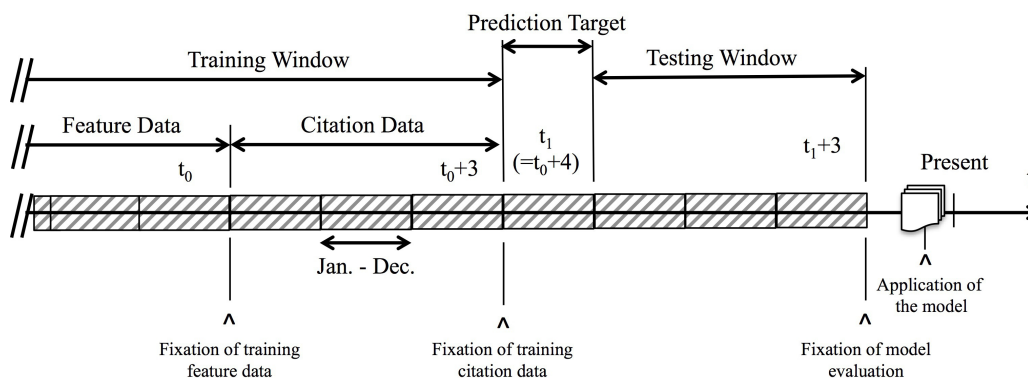 Prediction Target
Training Window
Testing Window
Feature Data
Citation Data
t0
t0+3
t1
(=t0+4)
t1+3
Present
Jan. - Dec.
Application of
the model
Fixation of training
feature data
Fixation of training
citation data
Fixation of model
evaluation